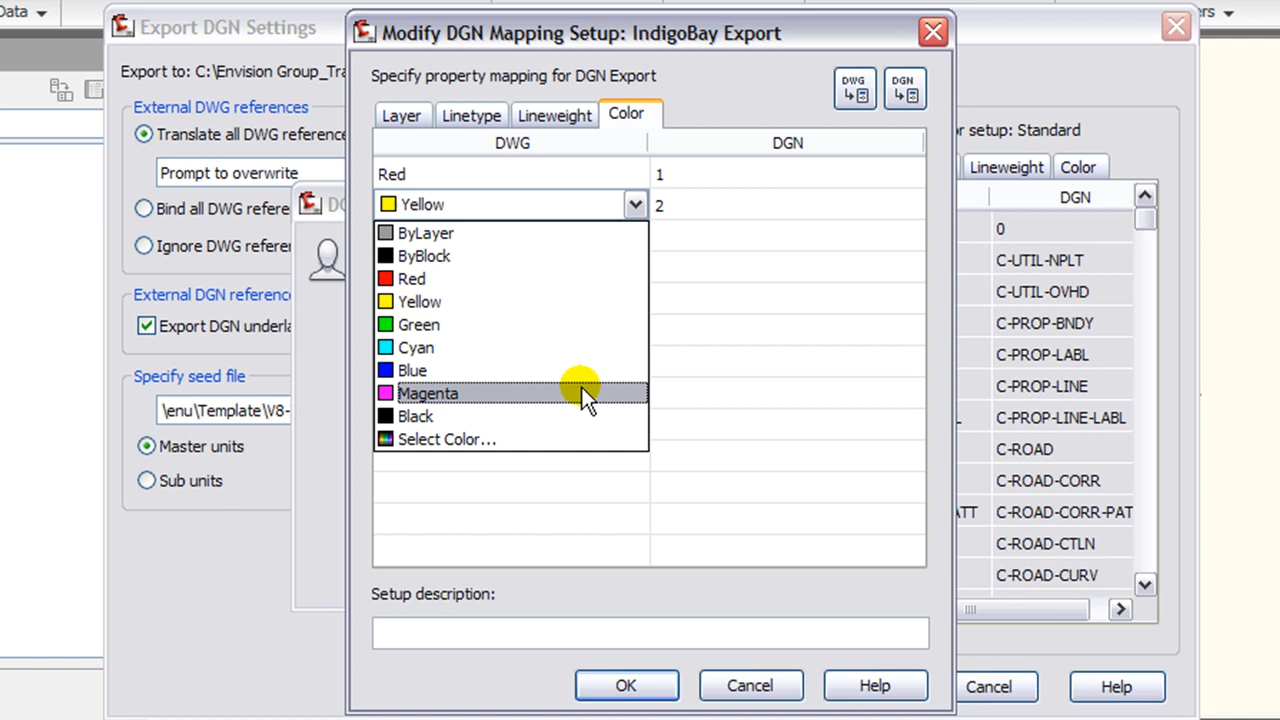 Data
rs
Export DGN Settings
Export to: C:\Envision Group_Tra
External DWG references
Translate all DWG reference
Prompt to overwrite
Bind all DWG refere
Ignore DWG referer
External DGN reference
Export DGN underla
Specify seed file
\enu\Template\V8-
Master units
Sub units
Modify DGN Mapping Setup: IndigoBay Export
Specify property mapping for DGN Export
DWG
DGN
Layer
Linetype
Lineweight
Color
DWG
DGN
Red
1
Yellow
2
ByLayer
ByBlock
Red
Yellow
Green
Cyan
Blue
Magenta
Black
Select Color...
Setup description:
OK
Cancel
Help
r setup: Standard
Lineweight
Color
DGN
0
C-UTIL-NPLT
C-UTIL-OVHD
C-PROP-BNDY
C-PROP-LABL
C-PROP-LINE
C-PROP-LINE-LABL
C-ROAD
C-ROAD-CORR
ATT
C-ROAD-CORR-PAT
C-ROAD-CTLN
C-ROAD-CURV
Cancel
Help